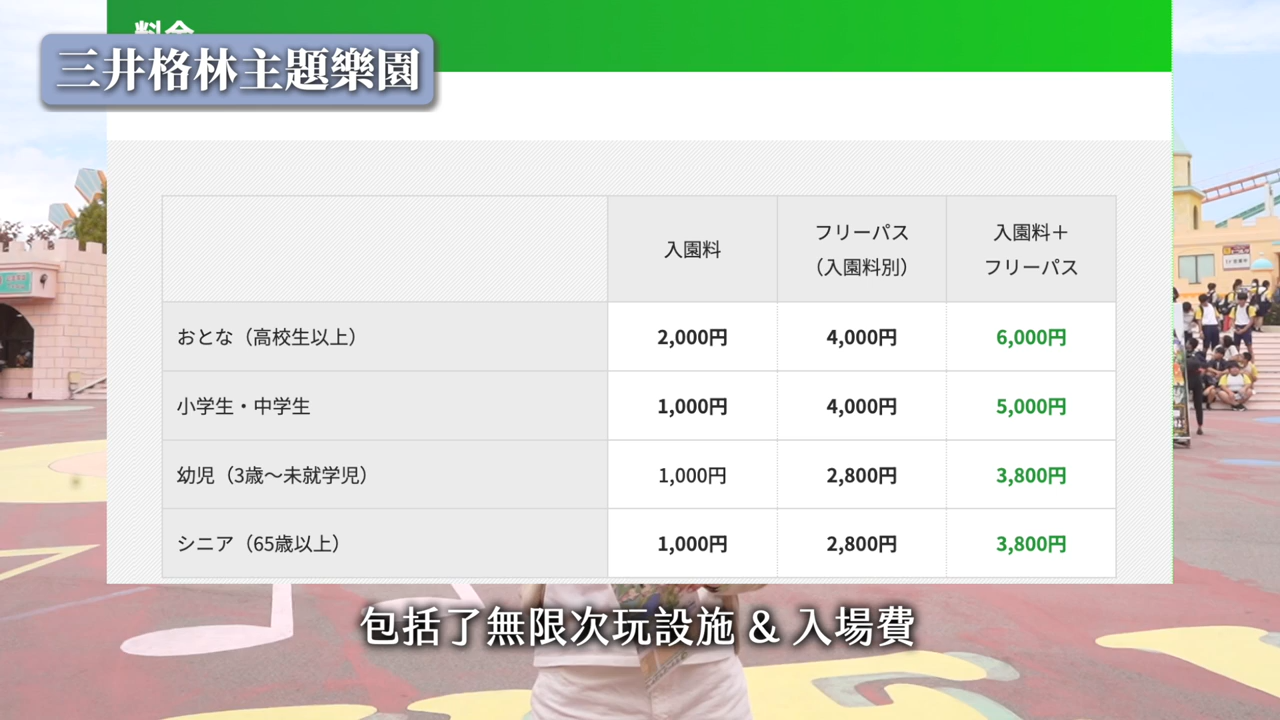 料金
三井格林主題樂園
入園料
フリーパス
（入園料別）
入園料＋
フリーパス
おとな（高校生以上） 2,000円 4,000円 6,000円
小学生・中学生 1,000円 4,000円 5,000円
幼児（3歳～未就学児） 1,000円 2,800円 3,800円
シニア（65歳以上） 1,000円 2,800円 3,800円
包括了無限次玩設施 & 入場費